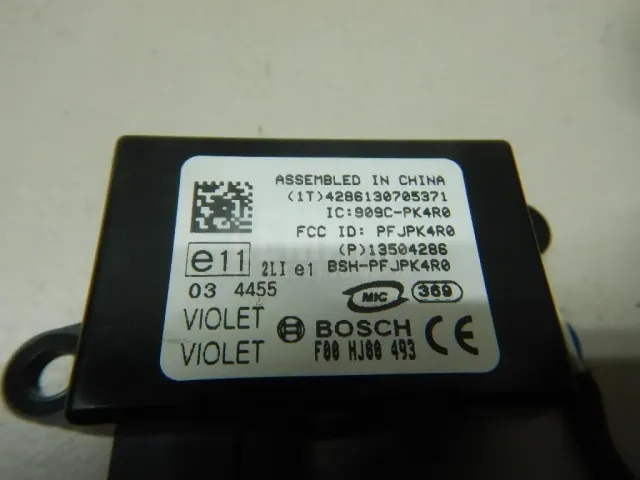 ASSEMBLED IN CHINA
(1T)4286130705371
IC:909C-PK4R0
FCC ID: PFJPK4R0
(P)13504286
e11 2LI e1 BSH-PFJPK4R0
03 4455 MIC 369
VIOLET BOSCH CE
VIOLET F00 HJ00 493